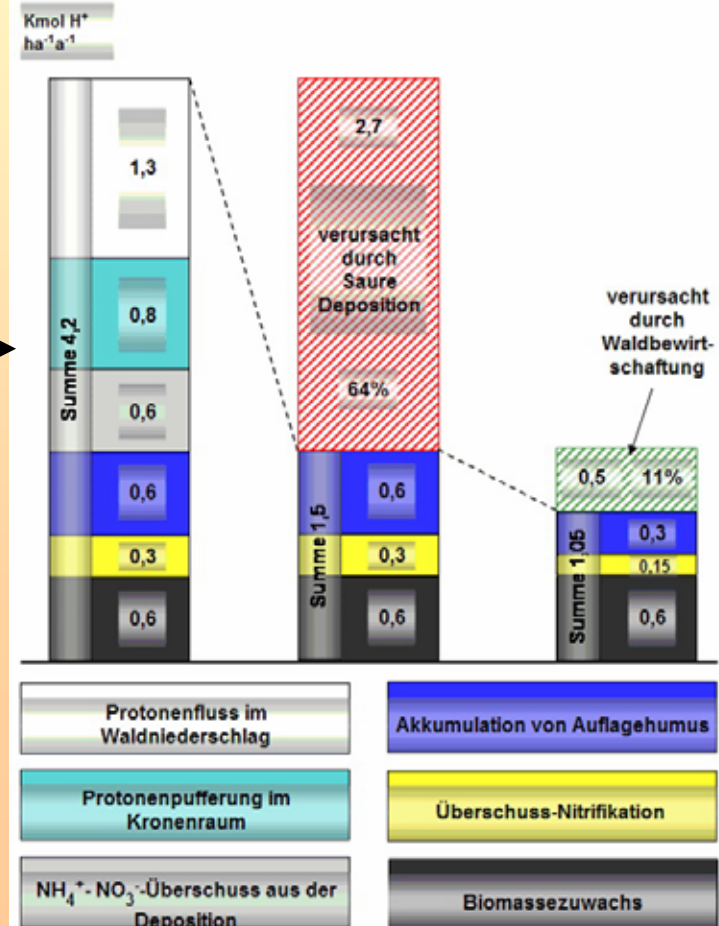 Kmol H⁺
ha⁻¹a⁻¹
1,3
0,8
0,6
0,6
0,3
0,6
Summe 4,2
2,7
verursacht
durch
Saure
Deposition
64%
0,6
0,3
0,6
Summe 1,5
verursacht
durch
Waldbewirt-
schaftung
0,5 11%
0,3
0,15
0,6
Summe 1,05
Protonenfluss im
Waldniederschlag
Akkumulation von Auflagehumus
Protonenpufferung im
Kronenraum
Überschuss-Nitrifikation
NH₄⁺- NO₃⁻-Überschuss aus der
Deposition
Biomassezuwachs